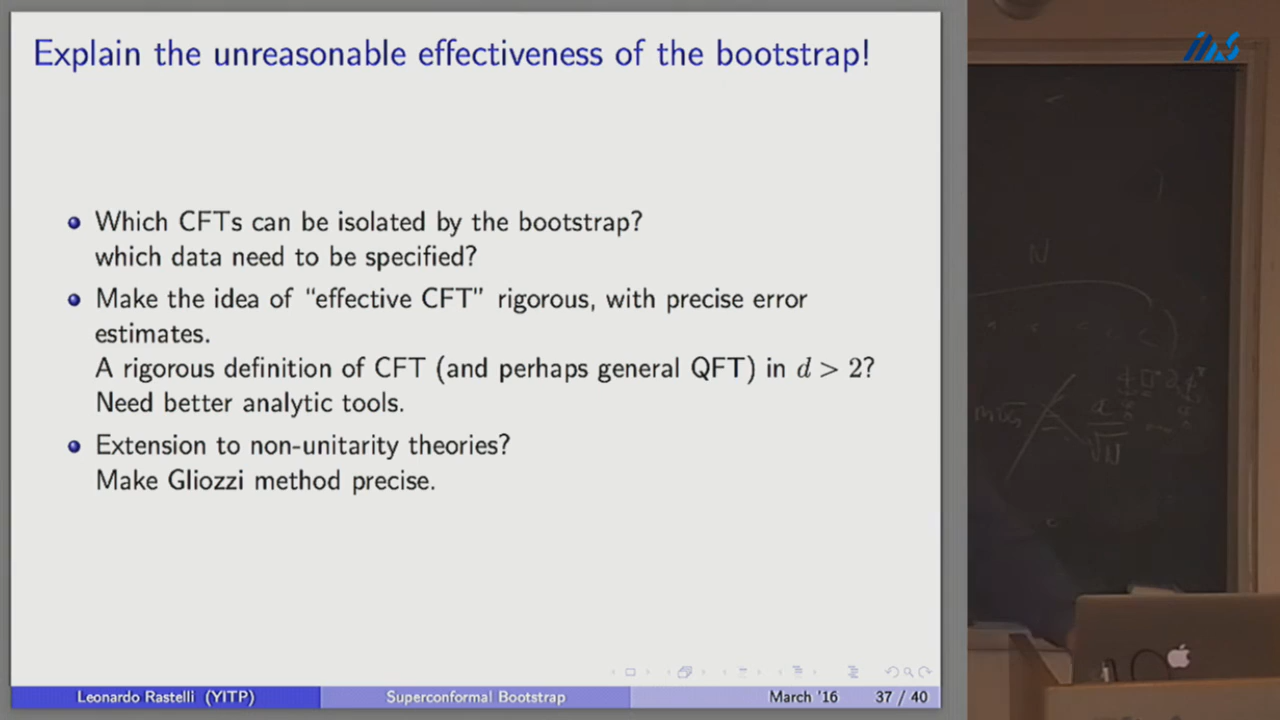 Explain the unreasonable effectiveness of the bootstrap!
Which CFTs can be isolated by the bootstrap?
which data need to be specified?
Make the idea of “effective CFT” rigorous, with precise error
estimates.
A rigorous definition of CFT (and perhaps general QFT) in d > 2?
Need better analytic tools.
Extension to non-unitarity theories?
Make Gliozzi method precise.
Leonardo Rastelli (YITP)
Superconformal Bootstrap
March '16
37 / 40
N